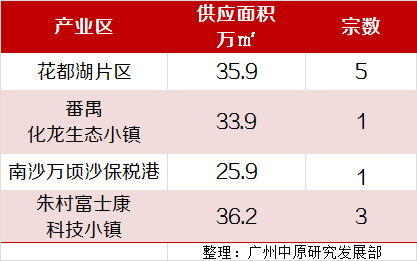 产业区 供应面积 宗数
万㎡
花都湖片区 35.9 5
番禺
化龙生态小镇 33.9 1
南沙万顷沙保税港 25.9 1
朱村富士康
科技小镇 36.2 3
整理：广州中原研究发展部